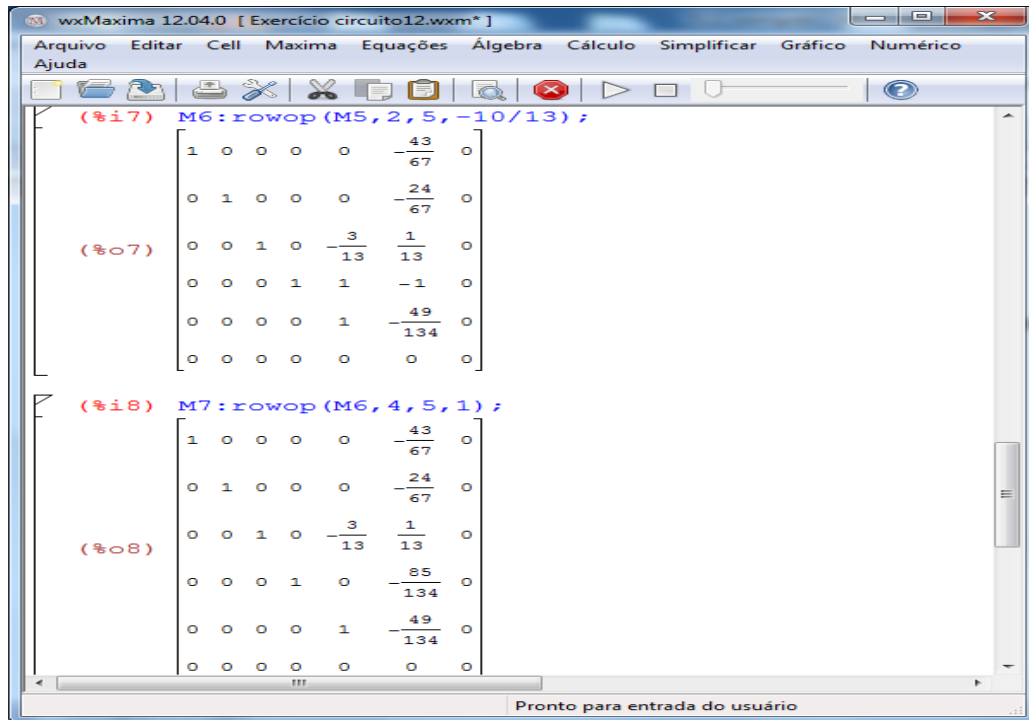 wxMaxima 12.04.0 [ Exercício circuito12.wxm* ]
Arquivo Editar Cell Maxima Equações Álgebra Cálculo Simplificar Gráfico Numérico
Ajuda
(%i7) M6:rowop(M5,2,5,-10/13);
1 0 0 0 0 -43/67 0
0 1 0 0 0 -24/67 0
(%o7) 0 0 1 0 -3/13 1/13 0
0 0 0 1 1 -1 0
0 0 0 0 1 -49/134 0
0 0 0 0 0 0 0
(%i8) M7:rowop(M6,4,5,1);
1 0 0 0 0 -43/67 0
0 1 0 0 0 -24/67 0
(%o8) 0 0 1 0 -3/13 1/13 0
0 0 0 1 0 -85/134 0
0 0 0 0 1 -49/134 0
0 0 0 0 0 0 0
Pronto para entrada do usuário